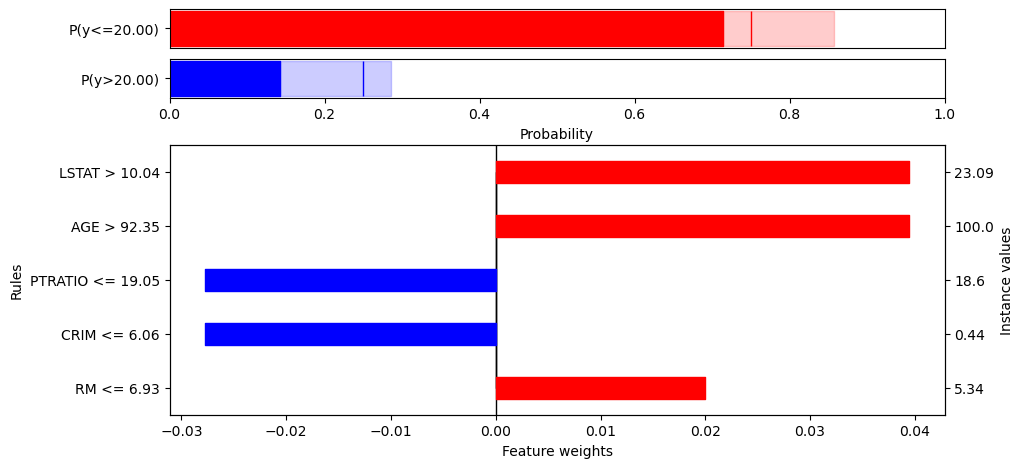 P(y<=20.00)
P(y>20.00)
0.0 0.2 0.4 0.6 0.8 1.0
Probability
LSTAT > 10.04 23.09
AGE > 92.35 100.0
PTRATIO <= 19.05 18.6
CRIM <= 6.06 0.44
RM <= 6.93 5.34
Rules
Instance values
−0.03 −0.02 −0.01 0.00 0.01 0.02 0.03 0.04
Feature weights